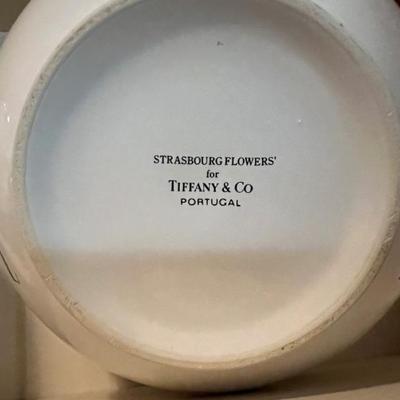 STRASBOURG FLOWERS'
for
TIFFANY & CO
PORTUGAL